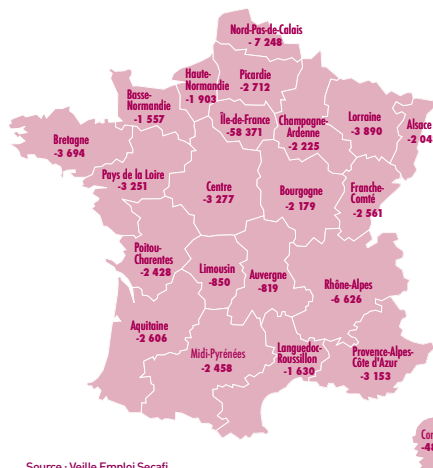 Nord-Pas-de-Calais
- 7 248
Haute-
Normandie
-1 903
Picardie
-2 712
Basse-
Normandie
-1 557
Île-de-France
-58 371
Champagne-
Ardenne
-2 225
Lorraine
-3 890
Alsace
Bretagne
-3 694
Pays de la Loire
-3 251
Centre
-3 277
Bourgogne
-2 179
Franche-
Comté
-2 561
Poitou-
Charentes
-2 428
Limousin
-850
Auvergne
-819
Rhône-Alpes
-6 626
Aquitaine
-2 606
Midi-Pyrénées
-2 458
Languedoc-
Roussillon
-1 630
Provence-Alpes-
Côte d'Azur
-3 153
Source : Veille Emploi Secafi